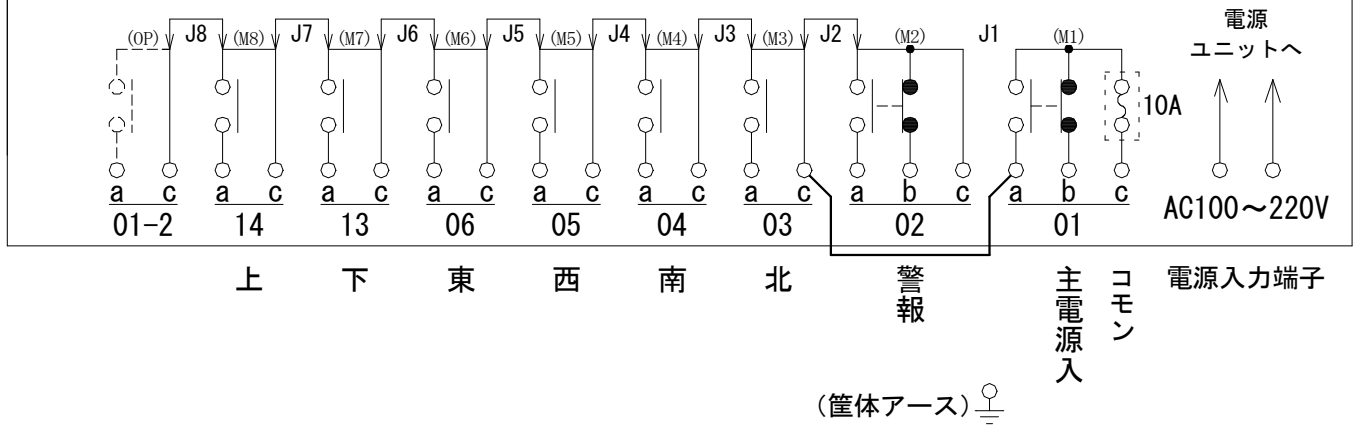 電源
ユニットへ
(OP) J8 (M8) J7 (M7) J6 (M6) J5 (M5) J4 (M4) J3 (M3) J2 (M2) J1 (M1)
10A
a c a c a c a c a c a c a c a b c a b c
01-2 14 13 06 05 04 03 02 01 AC100～220V
上 下 東 西 南 北 警報 主電源入 コモン 電源入力端子
(筐体アース)